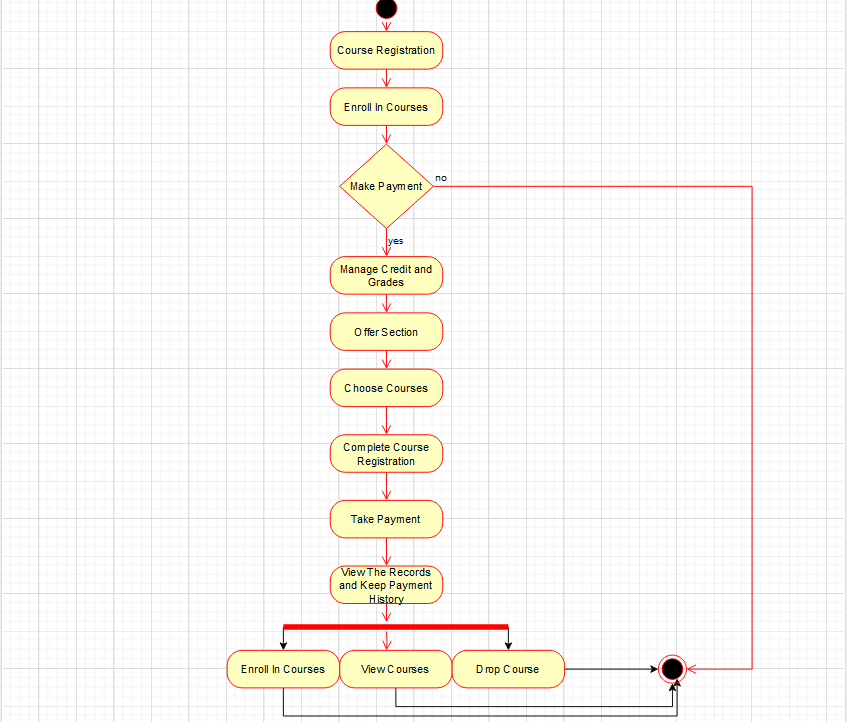 Course Registration
Enroll In Courses
Make Payment
no
yes
Manage Credit and
Grades
Offer Section
Choose Courses
Complete Course
Registration
Take Payment
View The Records
and Keep Payment
History
Enroll In Courses
View Courses
Drop Course